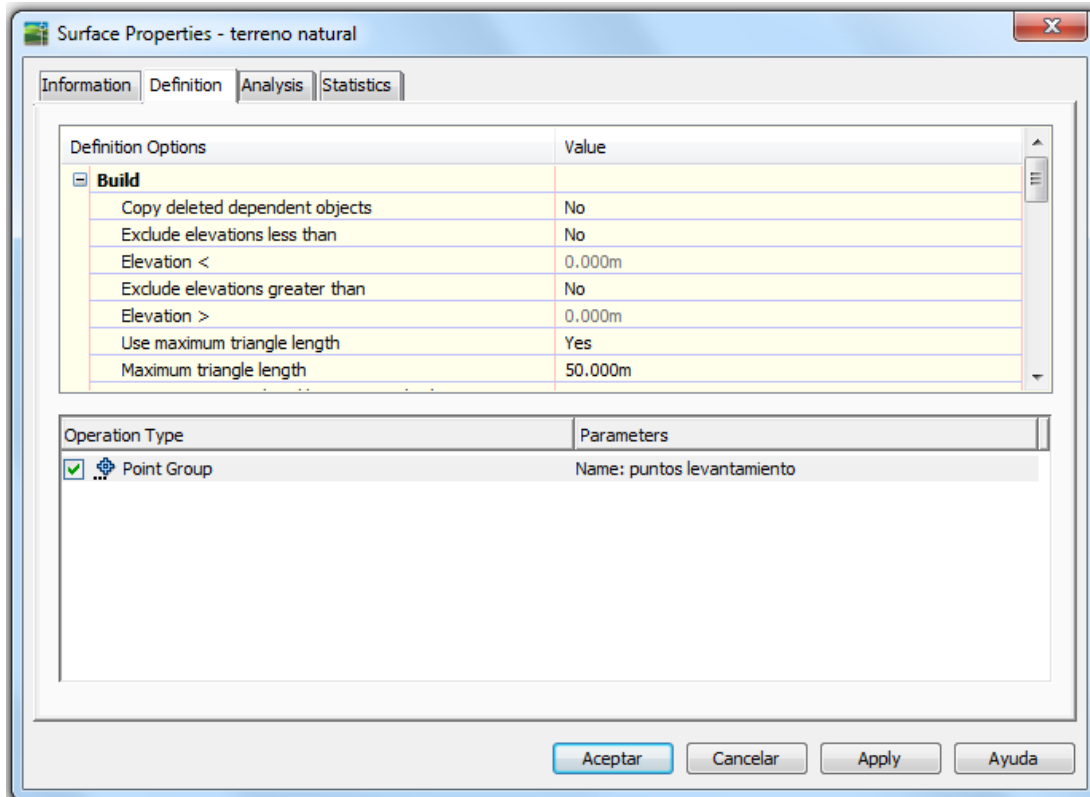 Surface Properties - terreno natural
Information Definition Analysis Statistics
Definition Options Value
Build
Copy deleted dependent objects No
Exclude elevations less than No
Elevation < 0.000m
Exclude elevations greater than No
Elevation > 0.000m
Use maximum triangle length Yes
Maximum triangle length 50.000m
Operation Type Parameters
Point Group Name: puntos levantamiento
Aceptar Cancelar Apply Ayuda